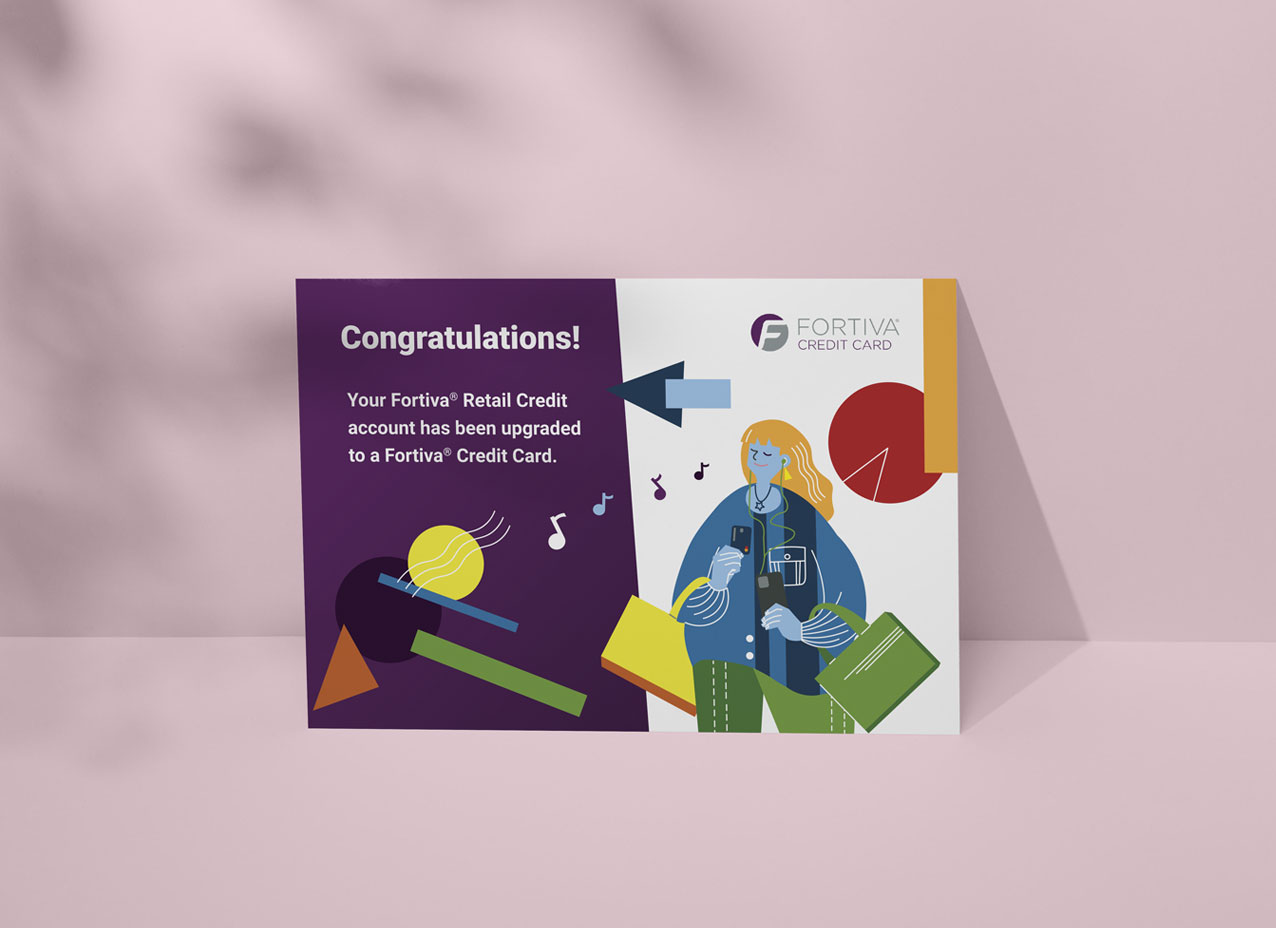 Congratulations!
Your Fortiva® Retail Credit
account has been upgraded
to a Fortiva® Credit Card.
FORTIVA®
CREDIT CARD